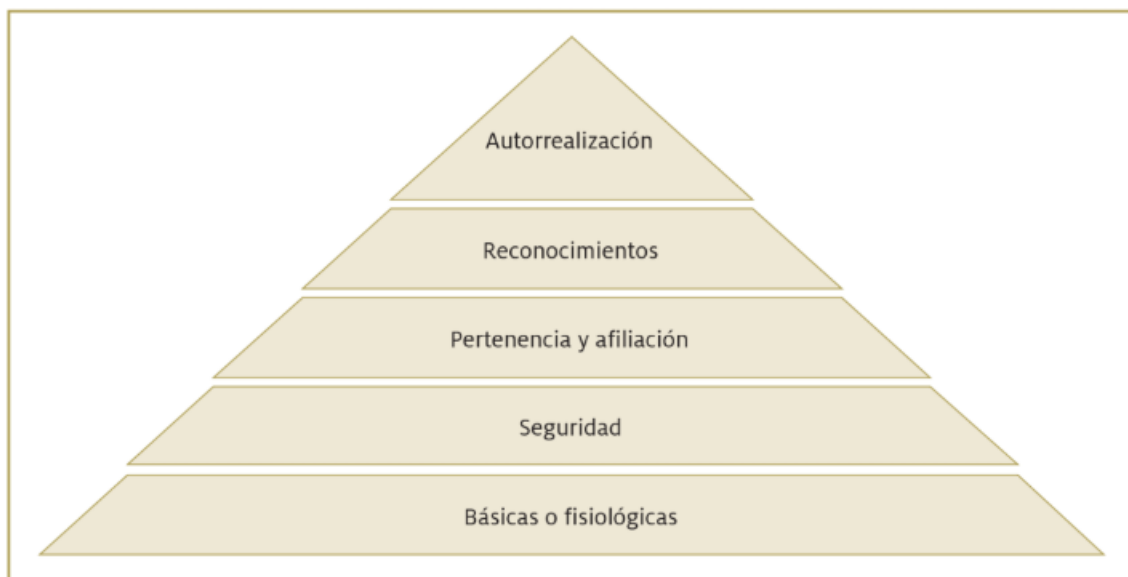 Autorrealización
Reconocimientos
Pertenencia y afiliación
Seguridad
Básicas o fisiológicas